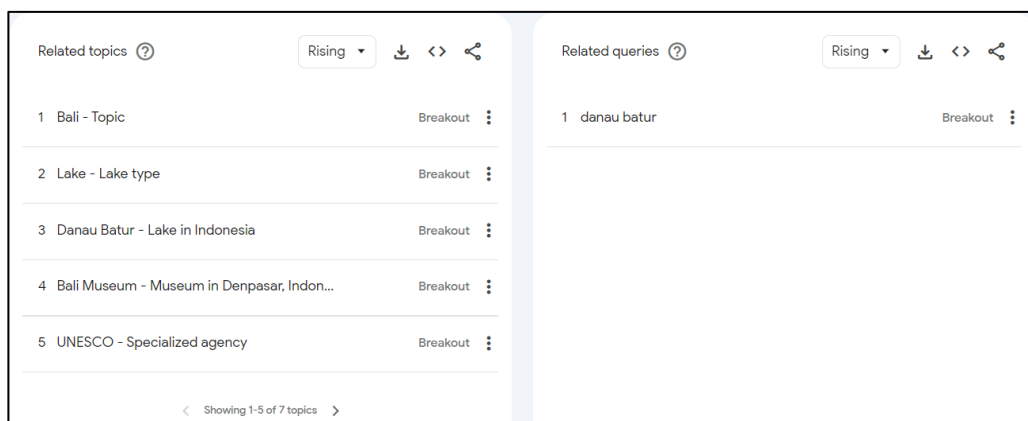 Related topics
Rising
1 Bali - Topic Breakout
2 Lake - Lake type Breakout
3 Danau Batur - Lake in Indonesia Breakout
4 Bali Museum - Museum in Denpasar, Indon... Breakout
5 UNESCO - Specialized agency Breakout
Showing 1-5 of 7 topics
Related queries
Rising
1 danau batur Breakout